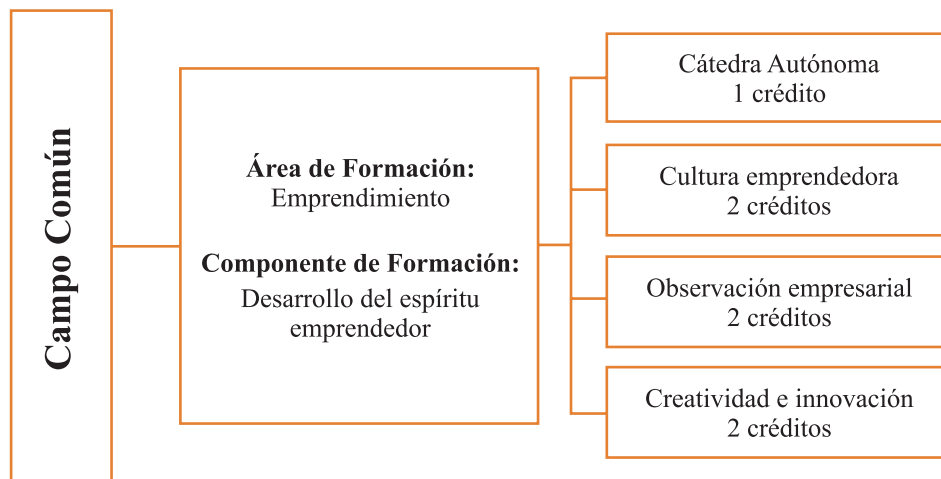 Campo Común
Área de Formación:
Emprendimiento
Componente de Formación:
Desarrollo del espíritu
emprendedor
Cátedra Autónoma
1 crédito
Cultura emprendedora
2 créditos
Observación empresarial
2 créditos
Creatividad e innovación
2 créditos